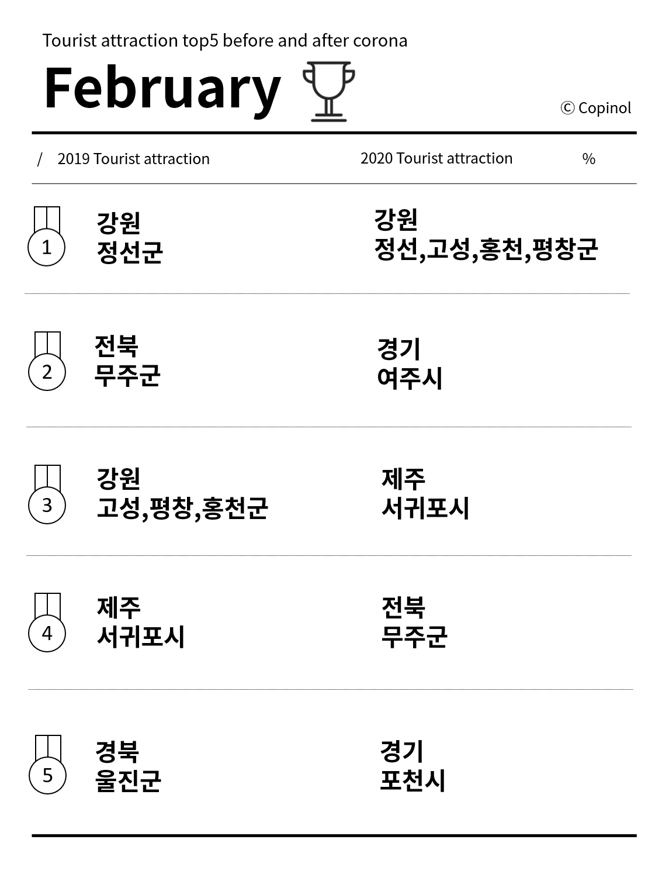 Tourist attraction top5 before and after corona
February
© Copinol
/ 2019 Tourist attraction 2020 Tourist attraction %
1
강원
정선군
강원
정선,고성,홍천,평창군
2
전북
무주군
경기
여주시
3
강원
고성,평창,홍천군
제주
서귀포시
4
제주
서귀포시
전북
무주군
5
경북
울진군
경기
포천시